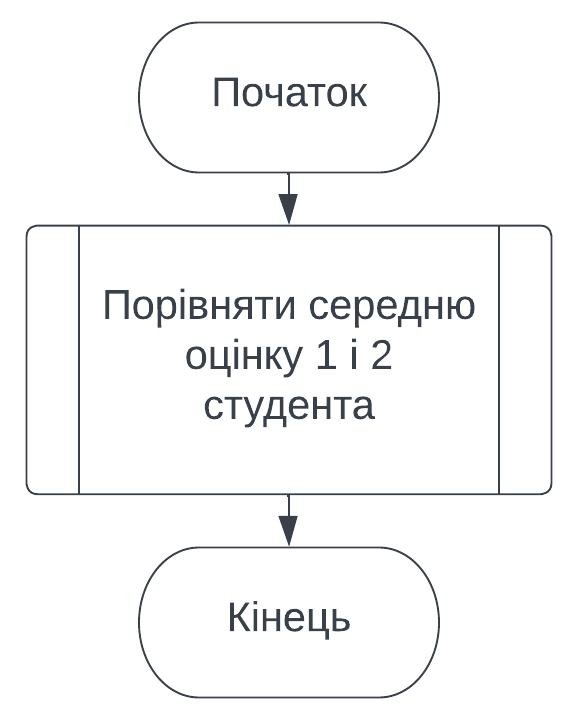 Початок
Порівняти середню
оцінку 1 і 2
студента
Кінець